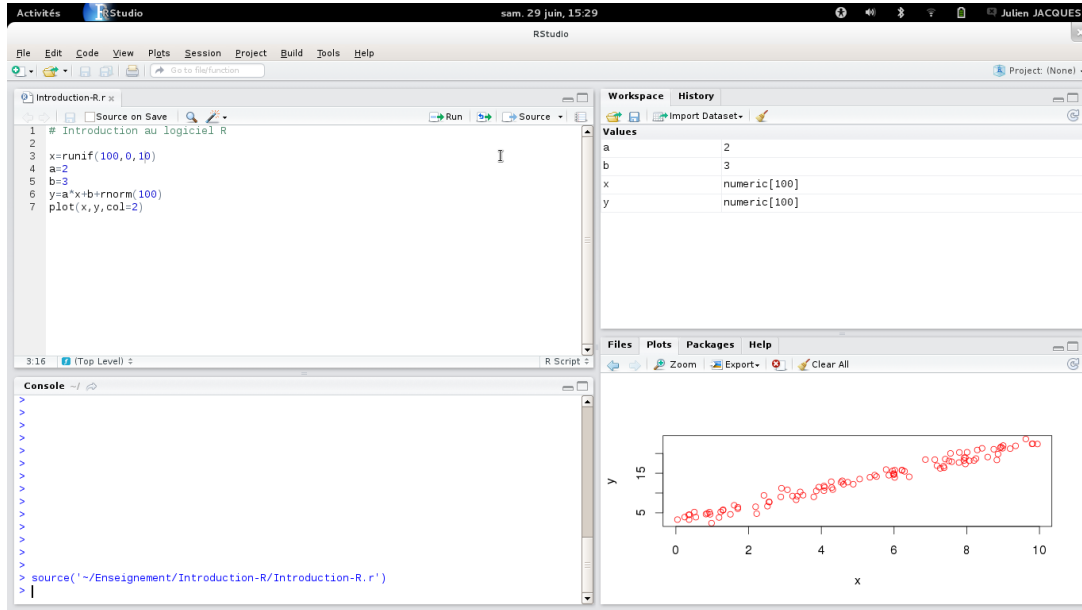 Activités RStudio sam. 29 juin, 15:29 Julien JACQUES
RStudio
File Edit Code View Plots Session Project Build Tools Help
Go to file/function Project: (None)
Introduction-R.r
Source on Save Run Source
1 # Introduction au logiciel R
2
3 x=runif(100,0,10)
4 a=2
5 b=3
6 y=a*x+b+rnorm(100)
7 plot(x,y,col=2)
3:16 (Top Level) R Script
Console ~/
>
>
>
>
>
>
>
>
>
>
>
>
>
>
> source('~/Enseignement/Introduction-R/Introduction-R.r')
>
Workspace History
Import Dataset
Values
a 2
b 3
x numeric[100]
y numeric[100]
Files Plots Packages Help
Zoom Export Clear All
y
15
5
0 2 4 6 8 10
x